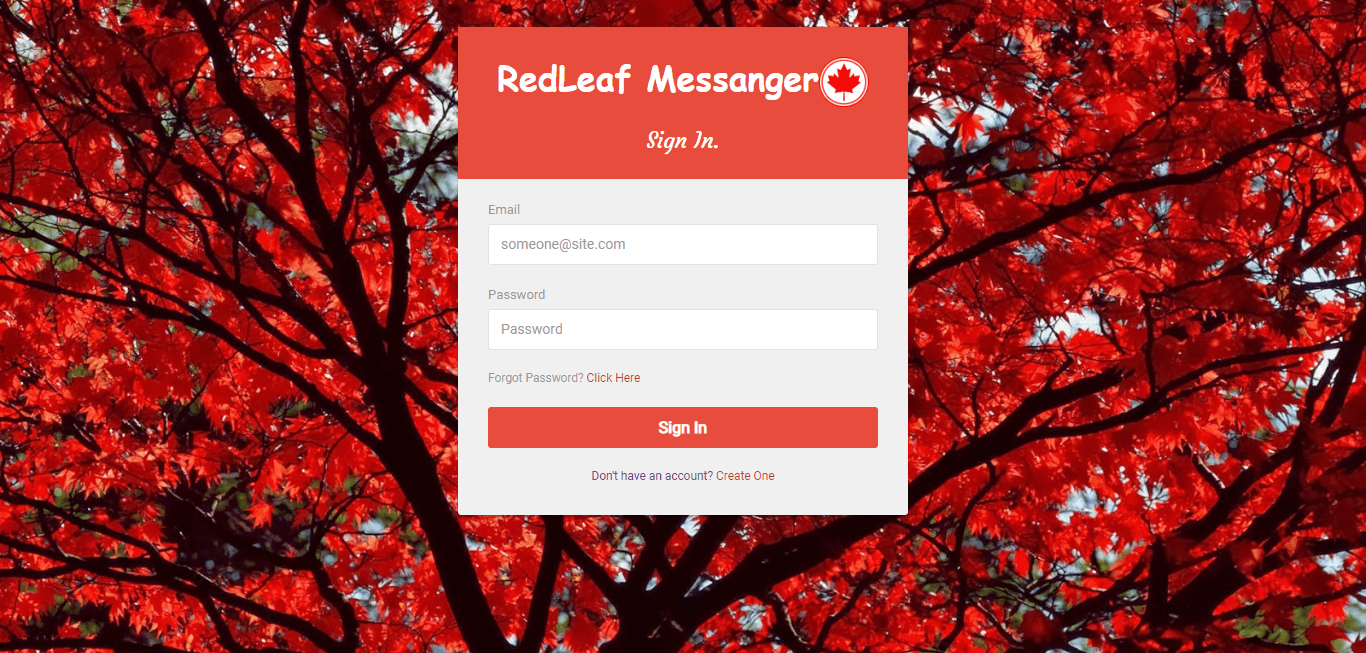 RedLeaf Messanger
Sign In.
Email
someone@site.com
Password
Password
Forgot Password? Click Here
Sign In
Don't have an account? Create One